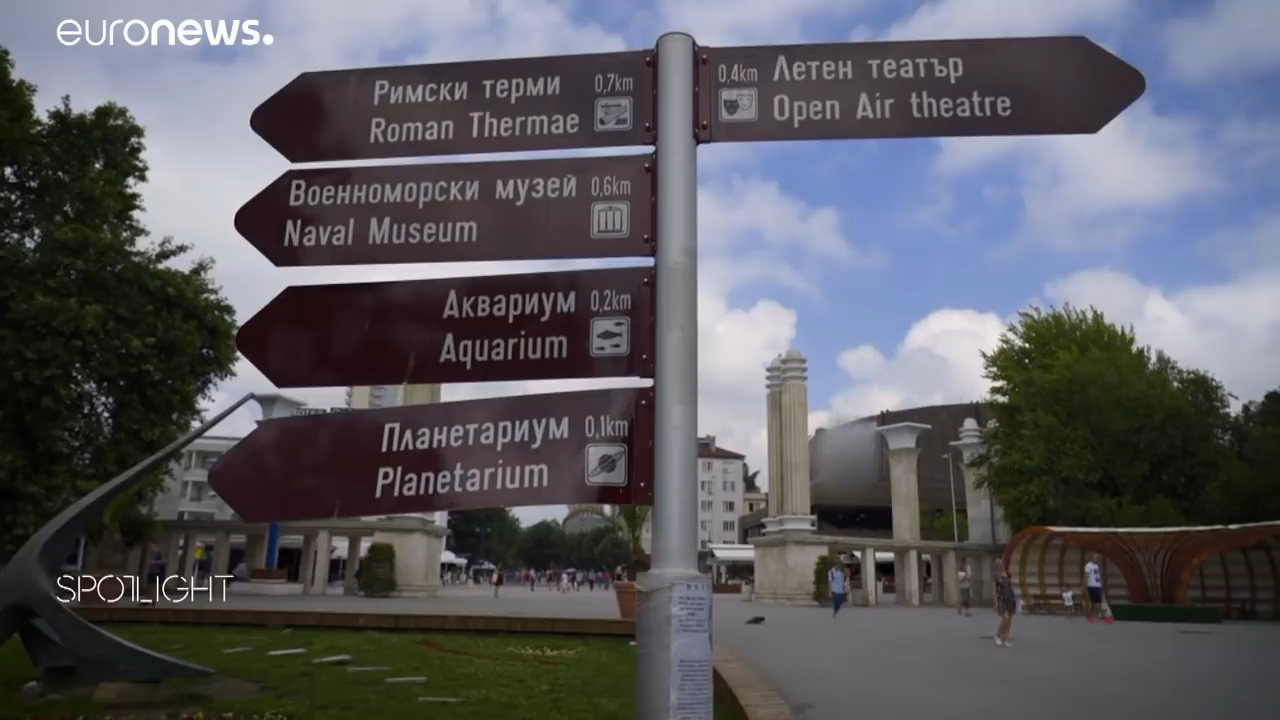 euronews.
Римски терми 0,7km
Roman Thermae
0,4km Летен театър
Open Air theatre
Военноморски музей 0,6km
Naval Museum
Аквариум 0,2km
Aquarium
Планетариум 0,1km
Planetarium
SPOTLIGHT